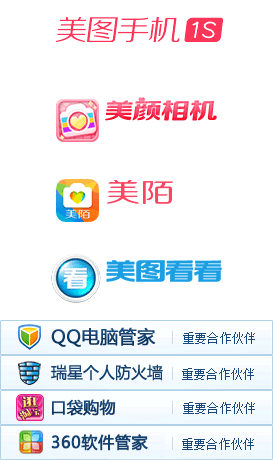 美图手机 1S
美颜相机
美陌
美陌
看
美图看看
QQ电脑管家 重要合作伙伴
瑞星个人防火墙 重要合作伙伴
口袋购物 重要合作伙伴
360软件管家 重要合作伙伴